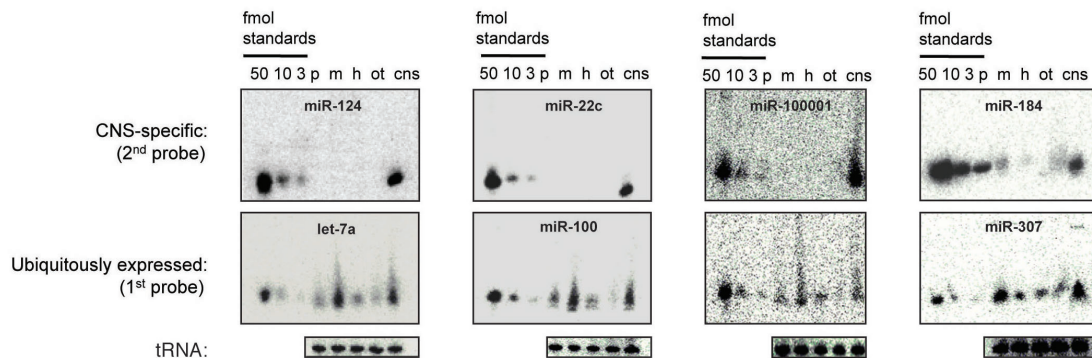 fmol
standards
50 10 3 p m h ot cns
fmol
standards
50 10 3 p m h ot cns
fmol
standards
50 10 3 p m h ot cns
fmol
standards
50 10 3 p m h ot cns
CNS-specific:
(2nd probe)
miR-124
miR-22c
miR-100001
miR-184
Ubiquitously expressed:
(1st probe)
let-7a
miR-100
miR-307
tRNA: